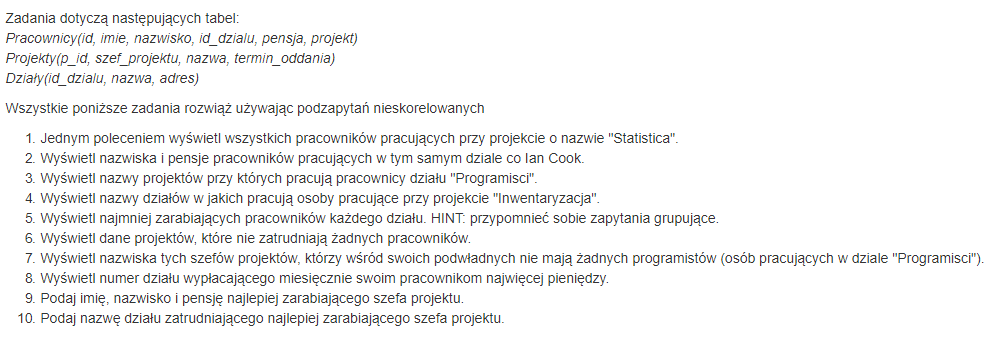 Zadania dotyczą następujących tabel:
Pracownicy(id, imie, nazwisko, id_dzialu, pensja, projekt)
Projekty(p_id, szef_projektu, nazwa, termin_oddania)
Działy(id_dzialu, nazwa, adres)
Wszystkie poniższe zadania rozwiąż używając podzapytań nieskorelowanych
1. Jednym poleceniem wyświetl wszystkich pracowników pracujących przy projekcie o nazwie "Statistica".
2. Wyświetl nazwiska i pensje pracowników pracujących w tym samym dziale co Ian Cook.
3. Wyświetl nazwy projektów przy których pracują pracownicy działu "Programisci".
4. Wyświetl nazwy działów w jakich pracują osoby pracujące przy projekcie "Inwentaryzacja".
5. Wyświetl najmniej zarabiających pracowników każdego działu. HINT: przypomnieć sobie zapytania grupujące.
6. Wyświetl dane projektów, które nie zatrudniają żadnych pracowników.
7. Wyświetl nazwiska tych szefów projektów, którzy wśród swoich podwładnych nie mają żadnych programistów (osób pracujących w dziale "Programisci").
8. Wyświetl numer działu wypłacającego miesięcznie swoim pracownikom najwięcej pieniędzy.
9. Podaj imię, nazwisko i pensję najlepiej zarabiającego szefa projektu.
10. Podaj nazwę działu zatrudniającego najlepiej zarabiającego szefa projektu.